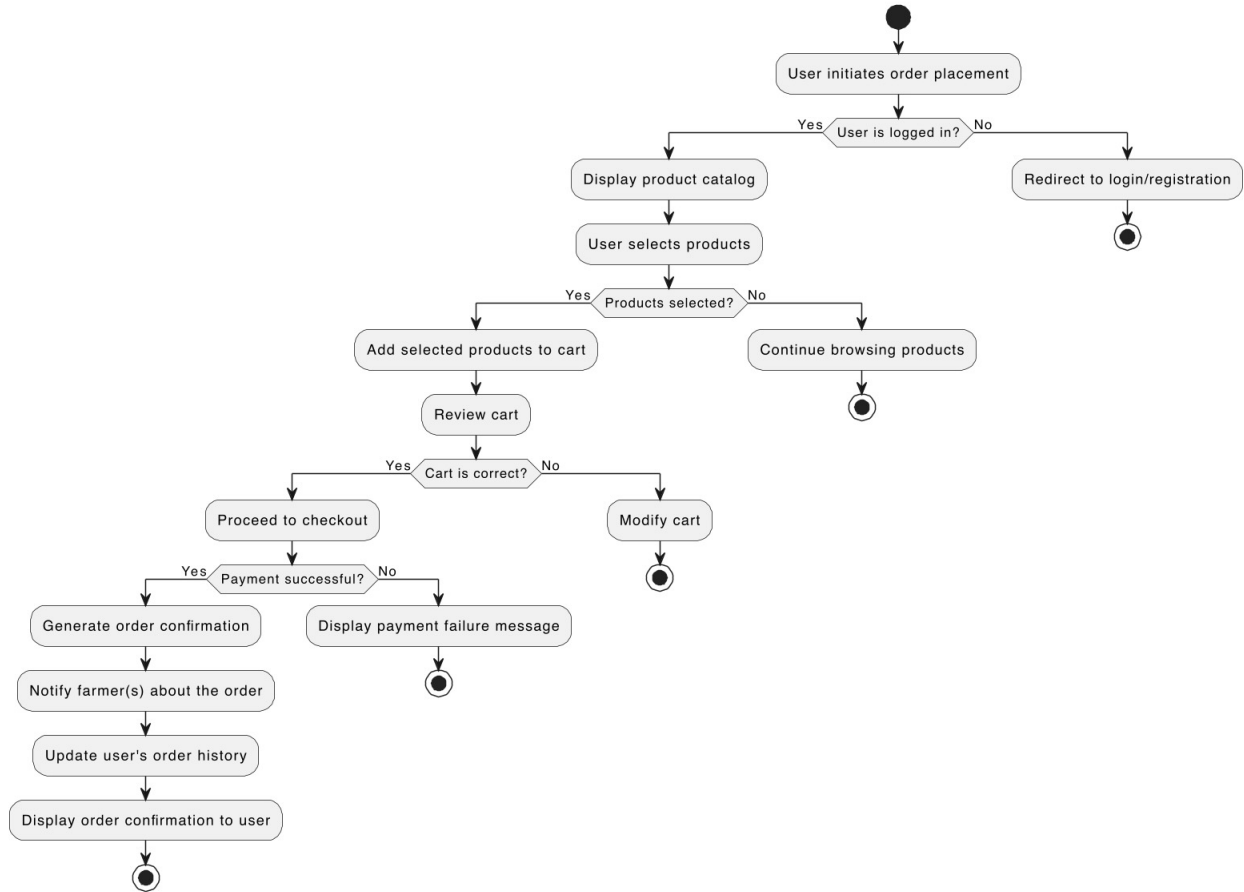 User initiates order placement
Yes
User is logged in?
No
Display product catalog
Redirect to login/registration
User selects products
Yes
Products selected?
No
Add selected products to cart
Continue browsing products
Review cart
Yes
Cart is correct?
No
Proceed to checkout
Modify cart
Yes
Payment successful?
No
Generate order confirmation
Display payment failure message
Notify farmer(s) about the order
Update user's order history
Display order confirmation to user